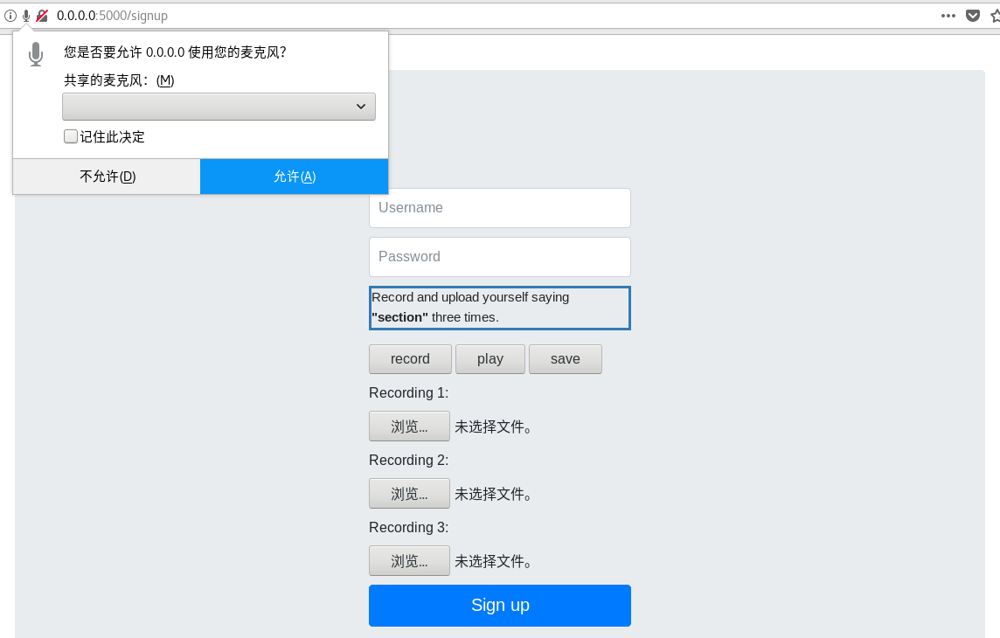 0.0.0.0:5000/signup
您是否要允许 0.0.0.0 使用您的麦克风？
共享的麦克风：(M)
记住此决定
不允许(D) 允许(A)
Username
Password
Record and upload yourself saying
"section" three times.
record play save
Recording 1:
浏览... 未选择文件。
Recording 2:
浏览... 未选择文件。
Recording 3:
浏览... 未选择文件。
Sign up